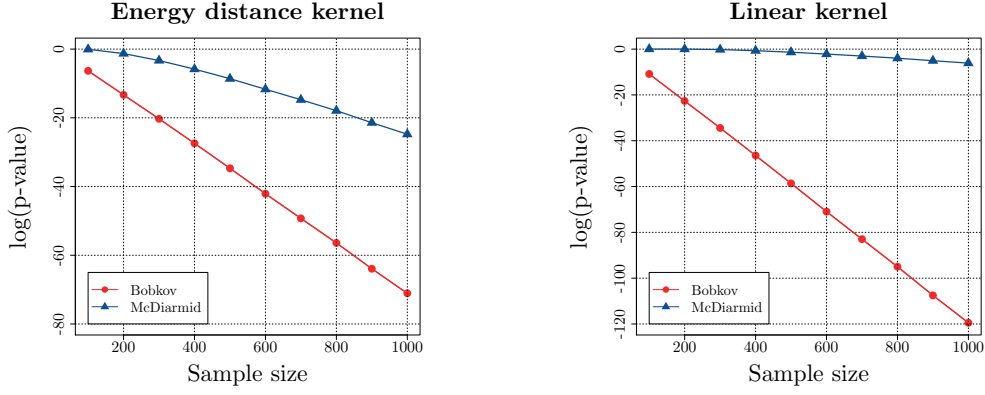 Energy distance kernel
log(p-value)
0
-20
-40
-60
-80
Bobkov
McDiarmid
200
400
600
800
1000
Sample size
Linear kernel
log(p-value)
0
-20
-40
-60
-80
-100
-120
Bobkov
McDiarmid
200
400
600
800
1000
Sample size